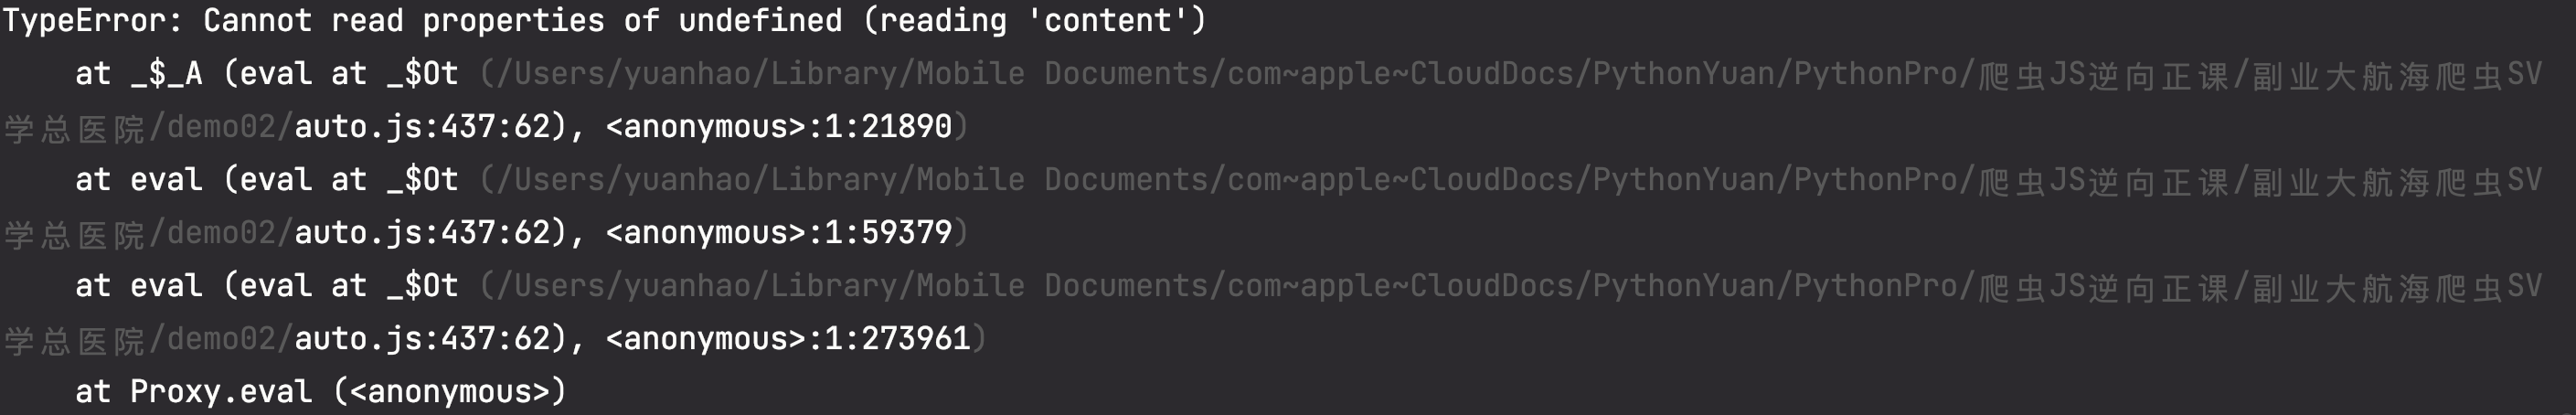 TypeError: Cannot read properties of undefined (reading 'content')
    at _$_A (eval at _$Ot (/Users/yuanhao/Library/Mobile Documents/com~apple~CloudDocs/PythonYuan/PythonPro/爬虫JS逆向正课/副业大航海爬虫SV
学总医院/demo02/auto.js:437:62), <anonymous>:1:21890)
    at eval (eval at _$Ot (/Users/yuanhao/Library/Mobile Documents/com~apple~CloudDocs/PythonYuan/PythonPro/爬虫JS逆向正课/副业大航海爬虫SV
学总医院/demo02/auto.js:437:62), <anonymous>:1:59379)
    at eval (eval at _$Ot (/Users/yuanhao/Library/Mobile Documents/com~apple~CloudDocs/PythonYuan/PythonPro/爬虫JS逆向正课/副业大航海爬虫SV
学总医院/demo02/auto.js:437:62), <anonymous>:1:273961)
    at Proxy.eval (<anonymous>)